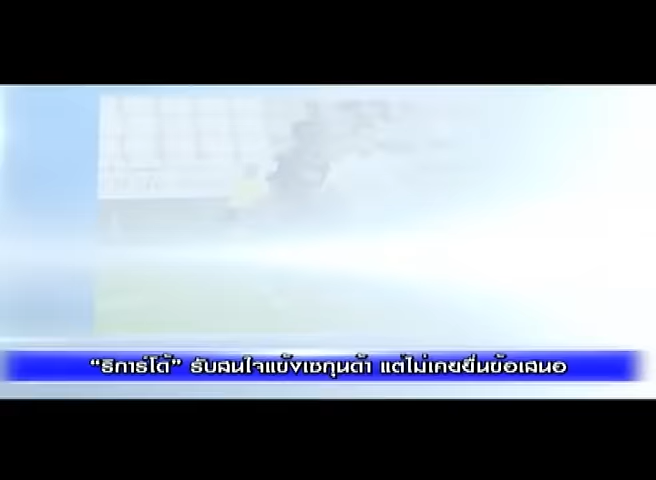 “ริการ์โด้” รับสนใจแข้งเซกุนด้า แต่ไม่เคยยื่นข้อเสนอ